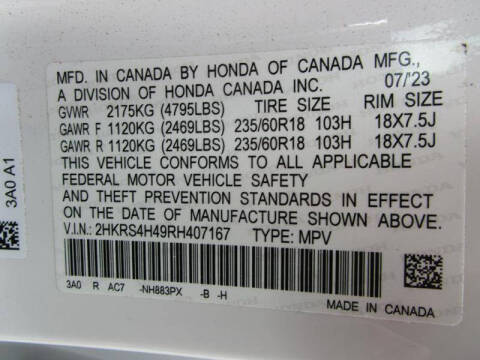 MFD. IN CANADA BY HONDA OF CANADA MFG.,
A DIVISION OF HONDA CANADA INC. 07/23
GVWR 2175KG (4795LBS) TIRE SIZE RIM SIZE
GAWR F 1120KG (2469LBS) 235/60R18 103H 18X7.5J
GAWR R 1120KG (2469LBS) 235/60R18 103H 18X7.5J
THIS VEHICLE CONFORMS TO ALL APPLICABLE
FEDERAL MOTOR VEHICLE SAFETY
AND THEFT PREVENTION STANDARDS IN EFFECT
ON THE DATE OF MANUFACTURE SHOWN ABOVE.
V.I.N.: 2HKRS4H49RH407167 TYPE: MPV
3A0 R AC7 -NH883PX -B -H
MADE IN CANADA
3A0 A1